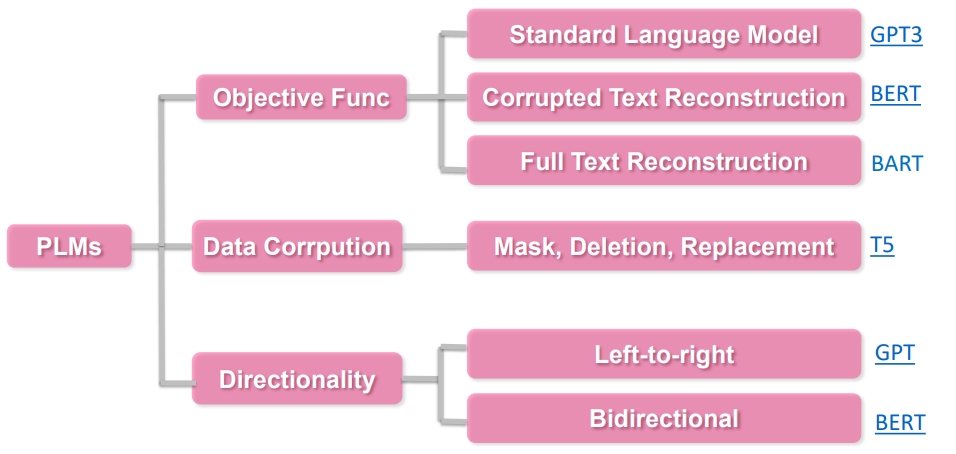 Standard Language Model GPT3
Objective Func Corrupted Text Reconstruction BERT
Full Text Reconstruction BART
PLMs Data Corrpution Mask, Deletion, Replacement T5
Left-to-right GPT
Directionality
Bidirectional BERT